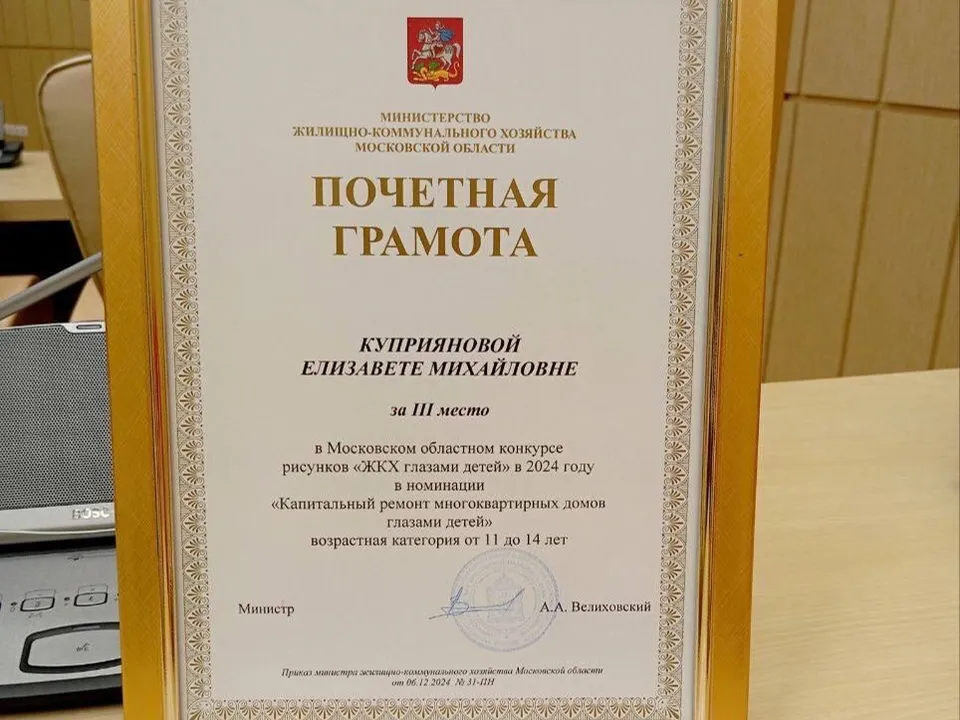 МИНИСТЕРСТВО
ЖИЛИЩНО-КОММУНАЛЬНОГО ХОЗЯЙСТВА
МОСКОВСКОЙ ОБЛАСТИ
ПОЧЕТНАЯ
ГРАМОТА
КУПРИЯНОВОЙ
ЕЛИЗАВЕТЕ МИХАЙЛОВНЕ
за III место
в Московском областном конкурсе
рисунков «ЖКХ глазами детей» в 2024 году
в номинации
«Капитальный ремонт многоквартирных домов
глазами детей»
возрастная категория от 11 до 14 лет
Министр А.А. Велиховский
Приказ министра жилищно-коммунального хозяйства Московской области
от 06.12.2024 № 31-ПН
BOSC